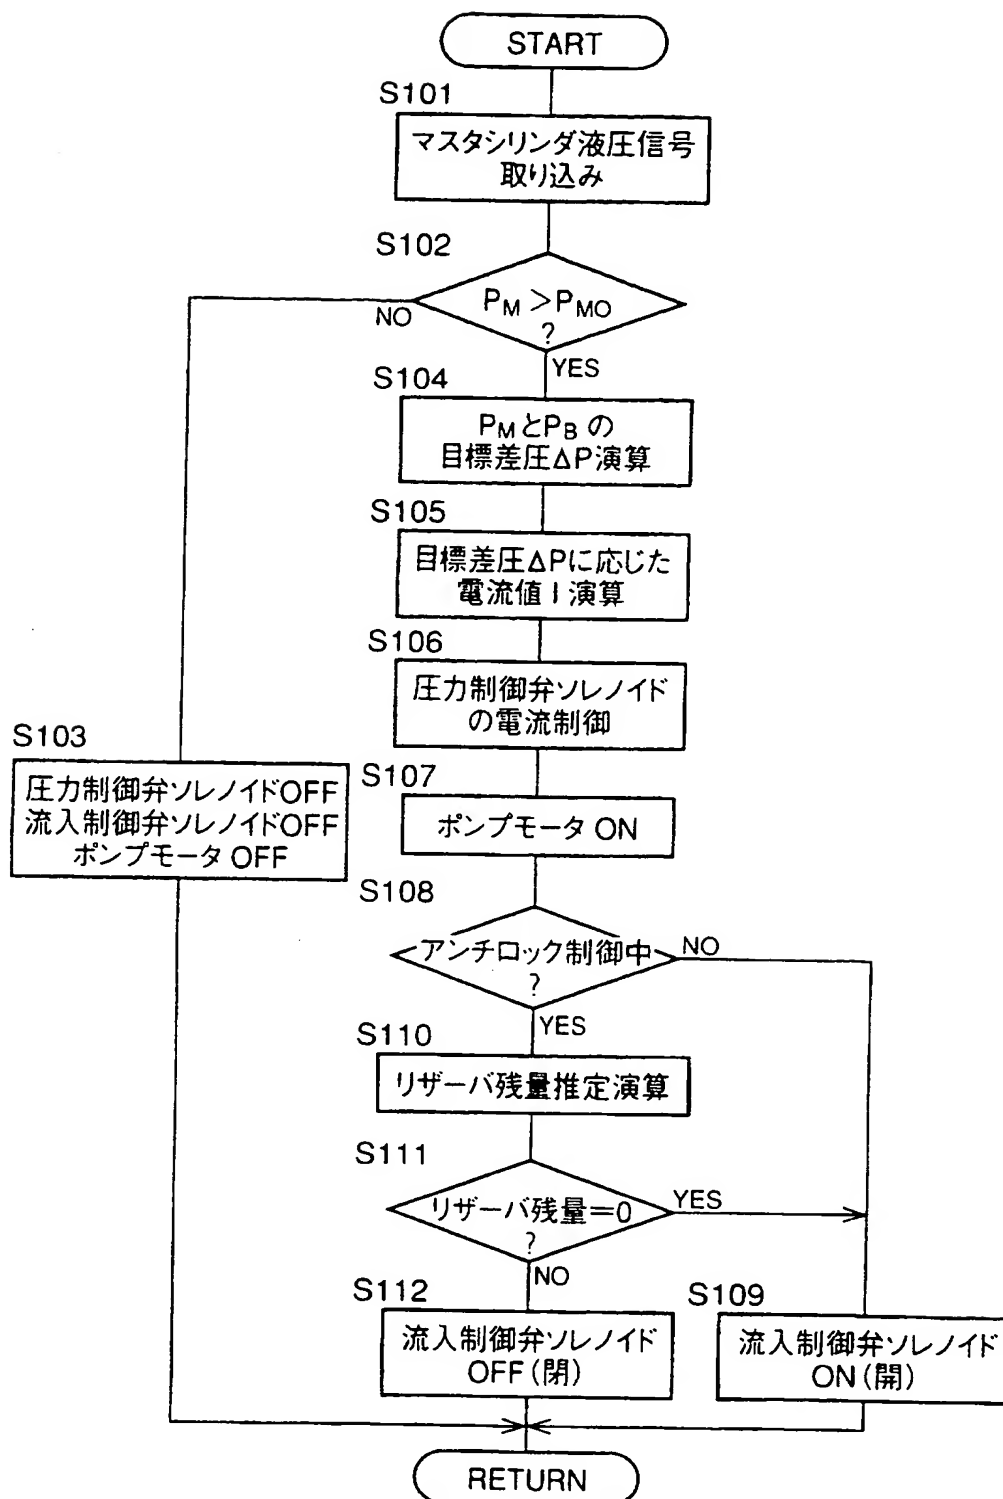 START
S101
マスタシリンダ液圧信号
取り込み
S102
PM>PMO
?
NO
YES
S104
PMとPBの
目標差圧ΔP演算
S105
目標差圧ΔPに応じた
電流値I演算
S106
圧力制御弁ソレノイド
の電流制御
S103
圧力制御弁ソレノイドOFF
流入制御弁ソレノイドOFF
ポンプモータOFF
S107
ポンプモータON
S108
アンチロック制御中
?
NO
YES
S110
リザーバ残量推定演算
S111
リザーバ残量=0
?
YES
NO
S112
流入制御弁ソレノイド
OFF(閉)
S109
流入制御弁ソレノイド
ON(開)
RETURN